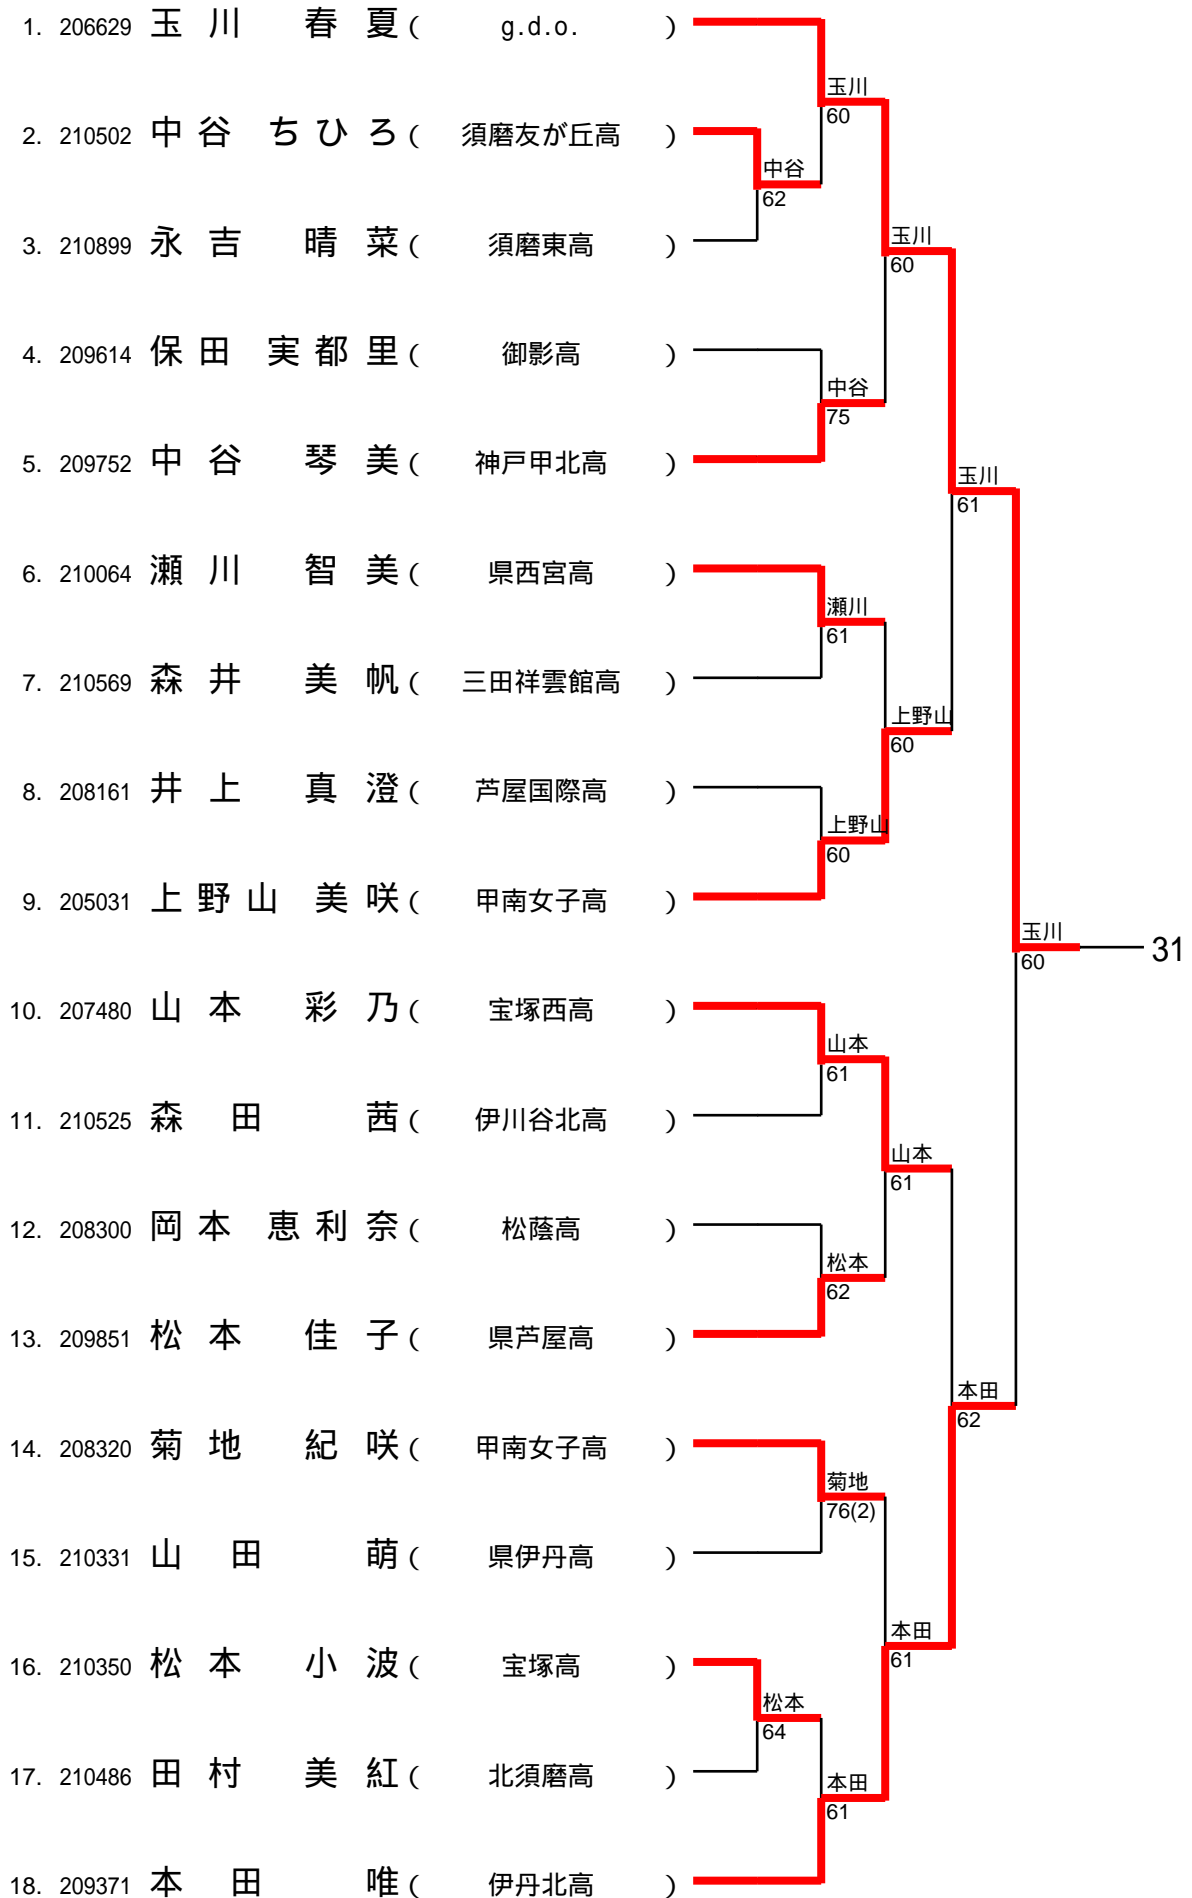 1. 206629 玉川 春夏 ( g.d.o. )
玉川
60
2. 210502 中谷 ちひろ ( 須磨友が丘高 )
中谷
62
3. 210899 永吉 晴菜 ( 須磨東高 )
玉川
60
4. 209614 保田 実都里 ( 御影高 )
中谷
75
5. 209752 中谷 琴美 ( 神戸甲北高 )
玉川
61
6. 210064 瀬川 智美 ( 県西宮高 )
瀬川
61
7. 210569 森井 美帆 ( 三田祥雲館高 )
上野山
60
8. 208161 井上 真澄 ( 芦屋国際高 )
上野山
60
9. 205031 上野山 美咲 ( 甲南女子高 )
玉川
60
31
10. 207480 山本 彩乃 ( 宝塚西高 )
山本
61
11. 210525 森田 茜 ( 伊川谷北高 )
山本
61
12. 208300 岡本 恵利奈 ( 松蔭高 )
松本
62
13. 209851 松本 佳子 ( 県芦屋高 )
本田
62
14. 208320 菊地 紀咲 ( 甲南女子高 )
菊地
76(2)
15. 210331 山田 萌 ( 県伊丹高 )
本田
61
16. 210350 松本 小波 ( 宝塚高 )
松本
64
17. 210486 田村 美紅 ( 北須磨高 )
本田
61
18. 209371 本田 唯 ( 伊丹北高 )